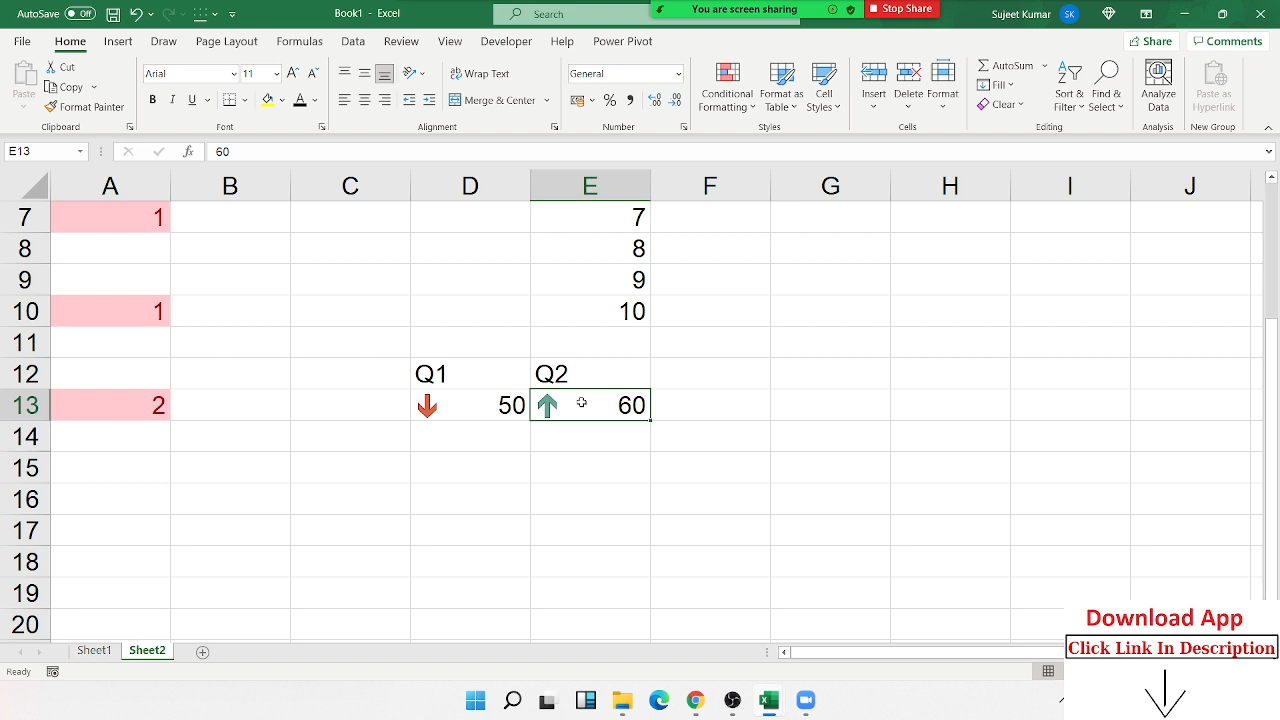 AutoSave Off
Book1 - Excel
Search
You are screen sharing
Stop Share
Sujeet Kumar
SK
File Home Insert Draw Page Layout Formulas Data Review View Developer Help Power Pivot
Share
Comments
Paste
Cut
Copy
Format Painter
Clipboard
Arial
11
B I U
A
Font
Wrap Text
Merge & Center
Alignment
General
% ,
Number
Conditional Formatting
Format as Table
Cell Styles
Styles
Insert Delete Format
Cells
AutoSum
Fill
Clear
Sort & Filter
Find & Select
Editing
Analyze Data
Analysis
Paste as Hyperlink
New Group
E13
fx
60
A B C D E F G H I J
7 1 7
8 8
9 9
10 1 10
11
12 Q1 Q2
13 2 50 60
14
15
16
17
18
19
20
Sheet1 Sheet2
Ready
Download App
Click Link In Description